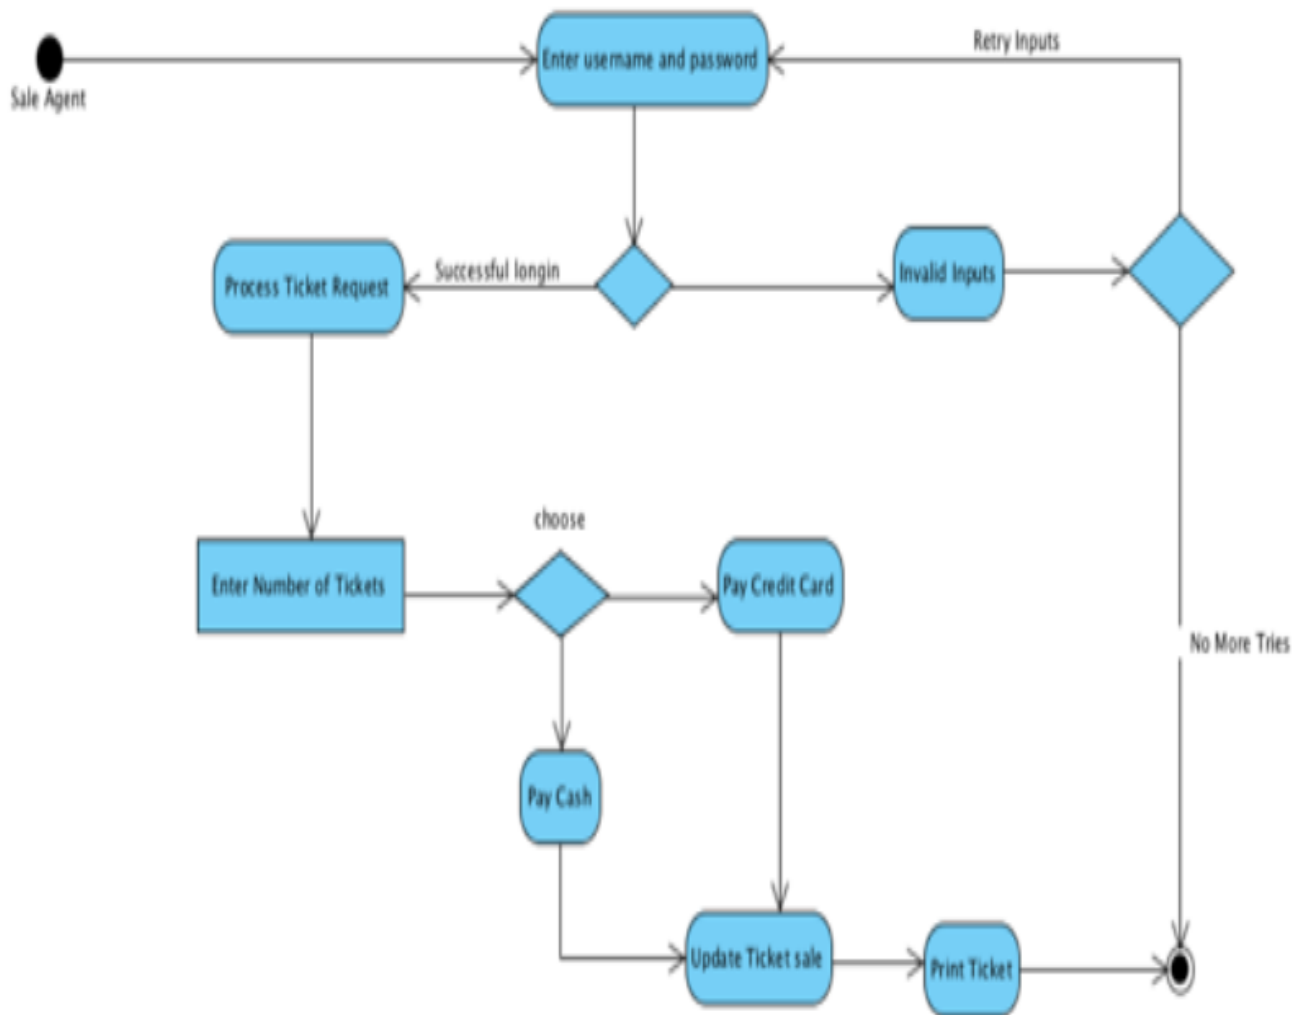 Enter username and password
Retry Inputs
Sale Agent
Process Ticket Request
Successful longin
Invalid Inputs
choose
Enter Number of Tickets
Pay Credit Card
No More Tries
Pay Cash
Update Ticket sale
Print Ticket